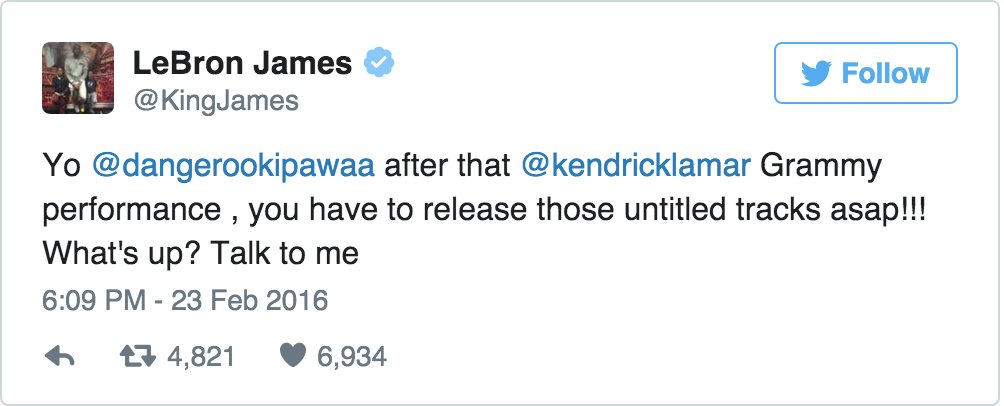 LeBron James
@KingJames
Follow
Yo @dangerookipawaa after that @kendricklamar Grammy
performance , you have to release those untitled tracks asap!!!
What's up? Talk to me
6:09 PM - 23 Feb 2016
4,821 6,934